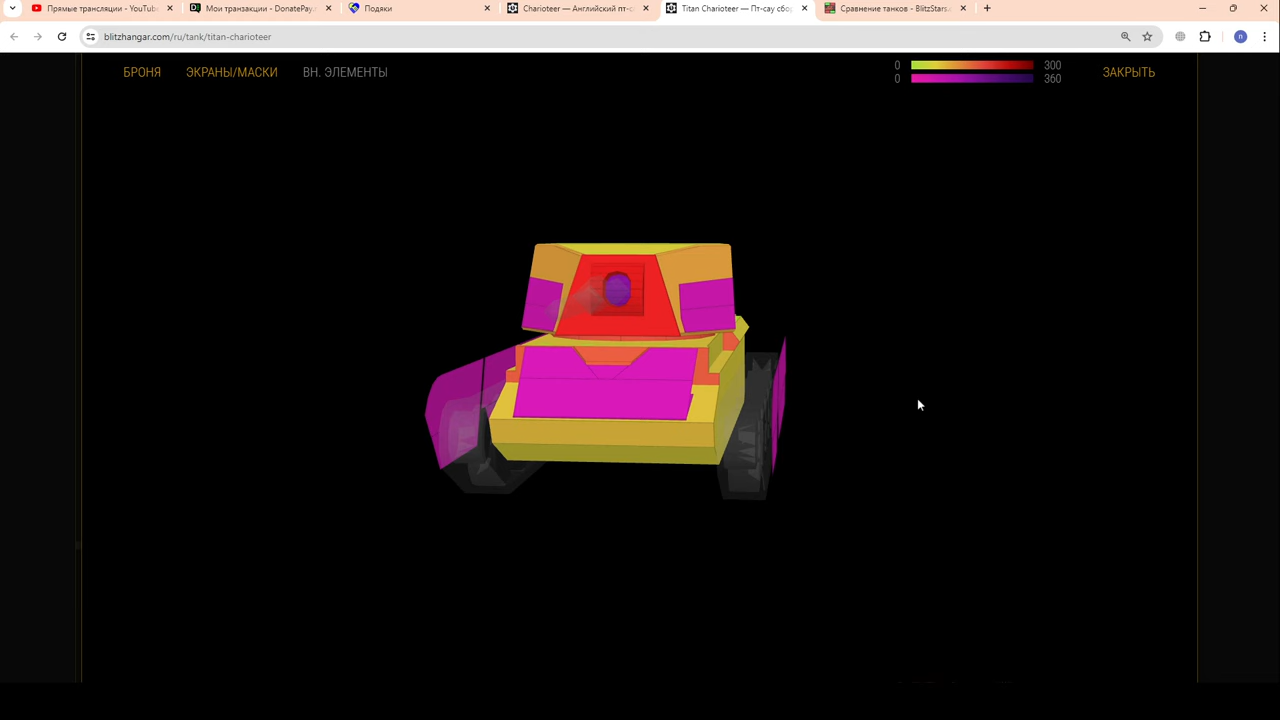 Прямые трансляции - YouTube
Мои транзакции - DonatePay
Подяки
Charioteer — Английский пт-с
Titan Charioteer — Пт-сау сбор
Сравнение танков - BlitzStars
blitzhangar.com/ru/tank/titan-charioteer
n
БРОНЯ
ЭКРАНЫ/МАСКИ
ВН. ЭЛЕМЕНТЫ
0 300
0 360
ЗАКРЫТЬ